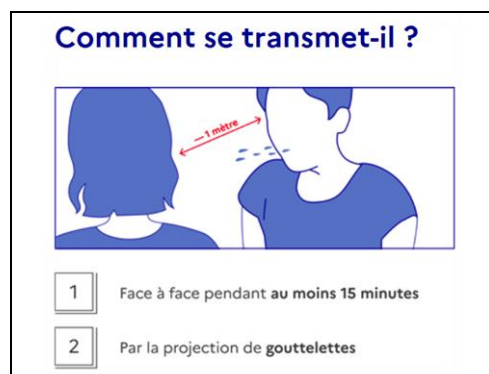 Comment se transmet-il ?
— 1 mètre
1 Face à face pendant au moins 15 minutes
2 Par la projection de gouttelettes